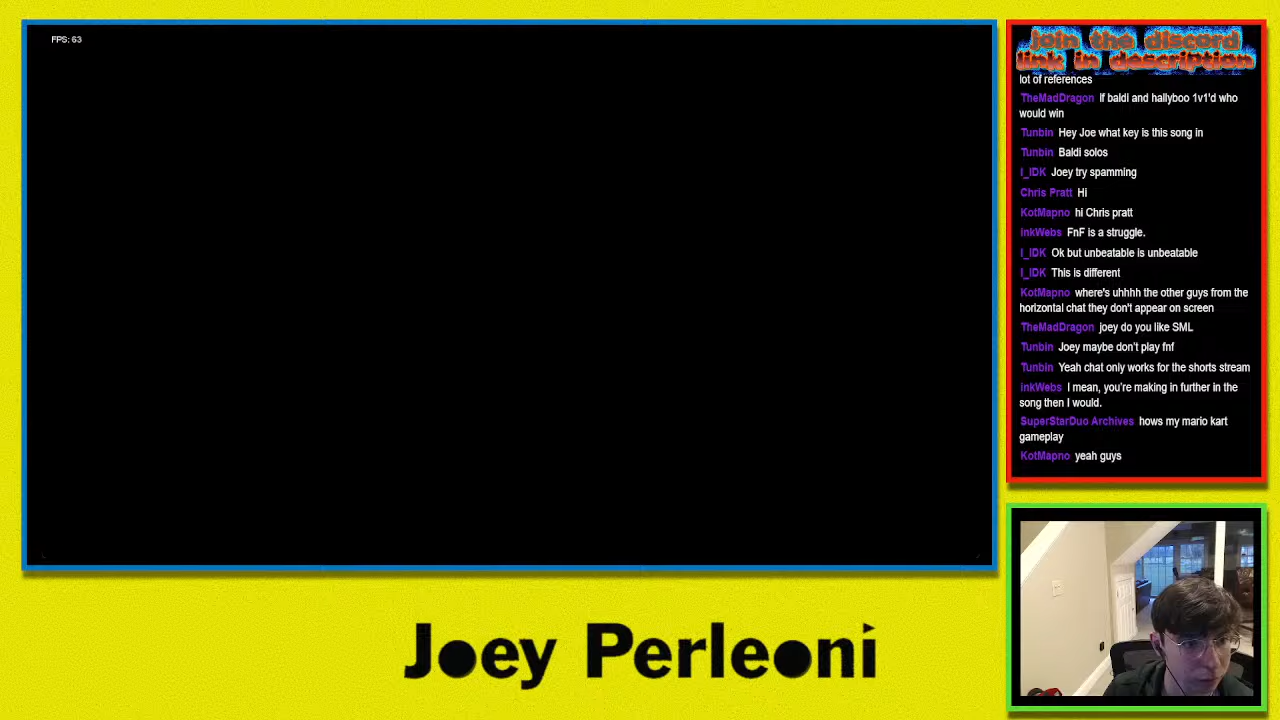 FPS: 63
join the discord
link in description
lot of references
TheMadDragon If baldi and hallyboo 1v1'd who
would win
Tunbin Hey Joe what key is this song in
Tunbin Baldi solos
I_IDK Joey try spamming
Chris Pratt Hi
KotMapno hi Chris pratt
InkWebs FnF is a struggle.
I_IDK Ok but unbeatable is unbeatable
I_IDK This is different
KotMapno where's uhhhh the other guys from the
horizontal chat they don't appear on screen
TheMadDragon joey do you like SML
Tunbin Joey maybe don't play fnf
Tunbin Yeah chat only works for the shorts stream
InkWebs I mean, you're making in further in the
song then I would.
SuperStarDuo Archives hows my mario kart
gameplay
KotMapno yeah guys
Joey Perleoni